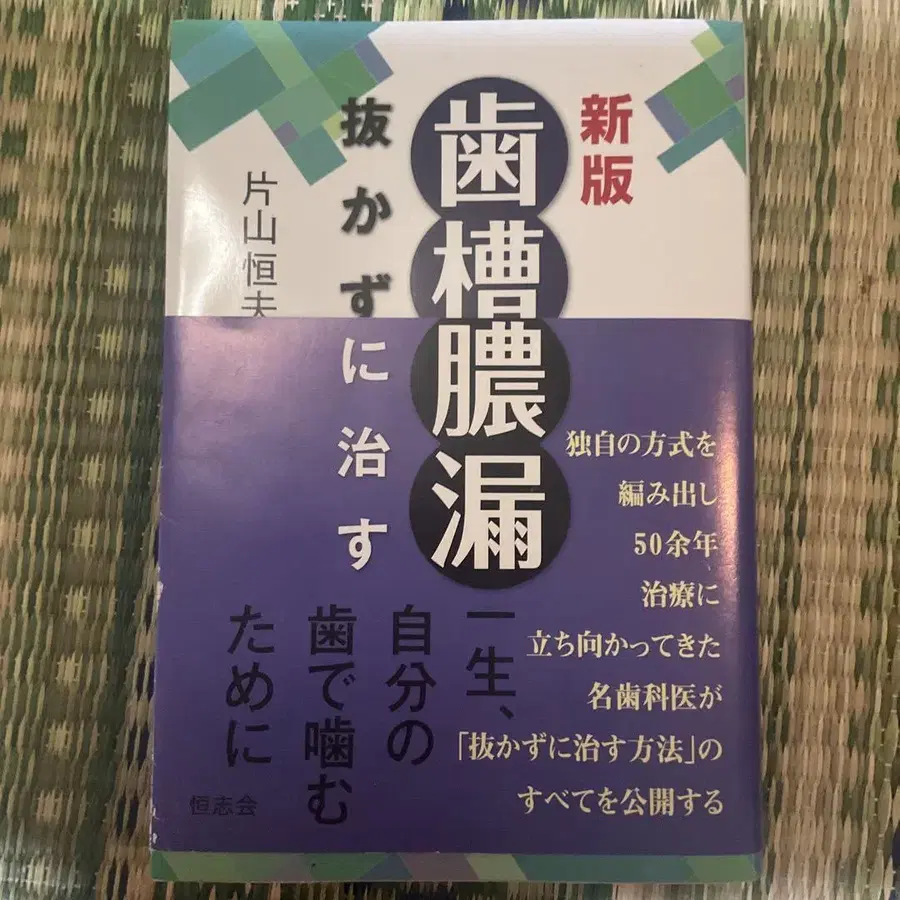 新版
歯槽膿漏
抜かずに治す
片山恒夫
独自の方式を
編み出し
50余年
治療に
立ち向かってきた
名歯科医が
「抜かずに治す方法」の
すべてを公開する
一生、
自分の
歯で噛む
ために
恒志会